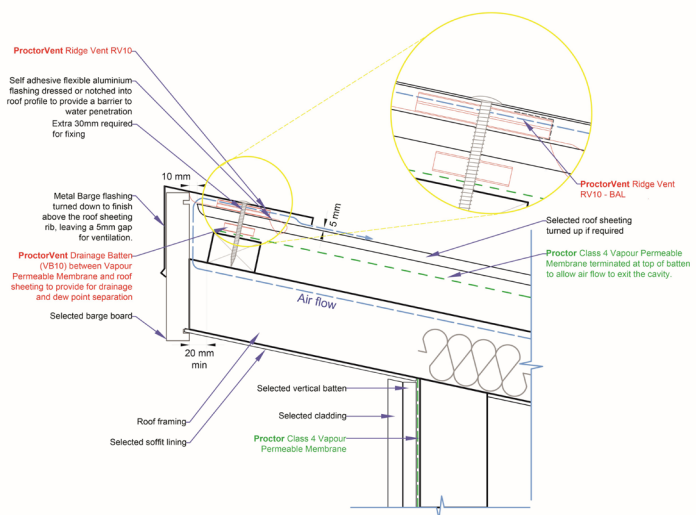 ProctorVent Ridge Vent RV10
Self adhesive flexible aluminium
flashing dressed or notched into
roof profile to provide a barrier to
water penetration
Extra 30mm required
for fixing
10 mm
Metal Barge flashing
turned down to finish
above the roof sheeting
rib, leaving a 5mm gap
for ventilation.
ProctorVent Drainage Batten
(VB10) between Vapour
Permeable Membrane and roof
sheeting to provide for drainage
and dew point separation
Selected barge board
20 mm
min
Roof framing
Selected soffit lining
5 mm
Air flow
Selected vertical batten
Selected cladding
Proctor Class 4 Vapour
Permeable Membrane
ProctorVent Ridge Vent
RV10 - BAL
Selected roof sheeting
turned up if required
Proctor Class 4 Vapour Permeable
Membrane terminated at top of batten
to allow air flow to exit the cavity.